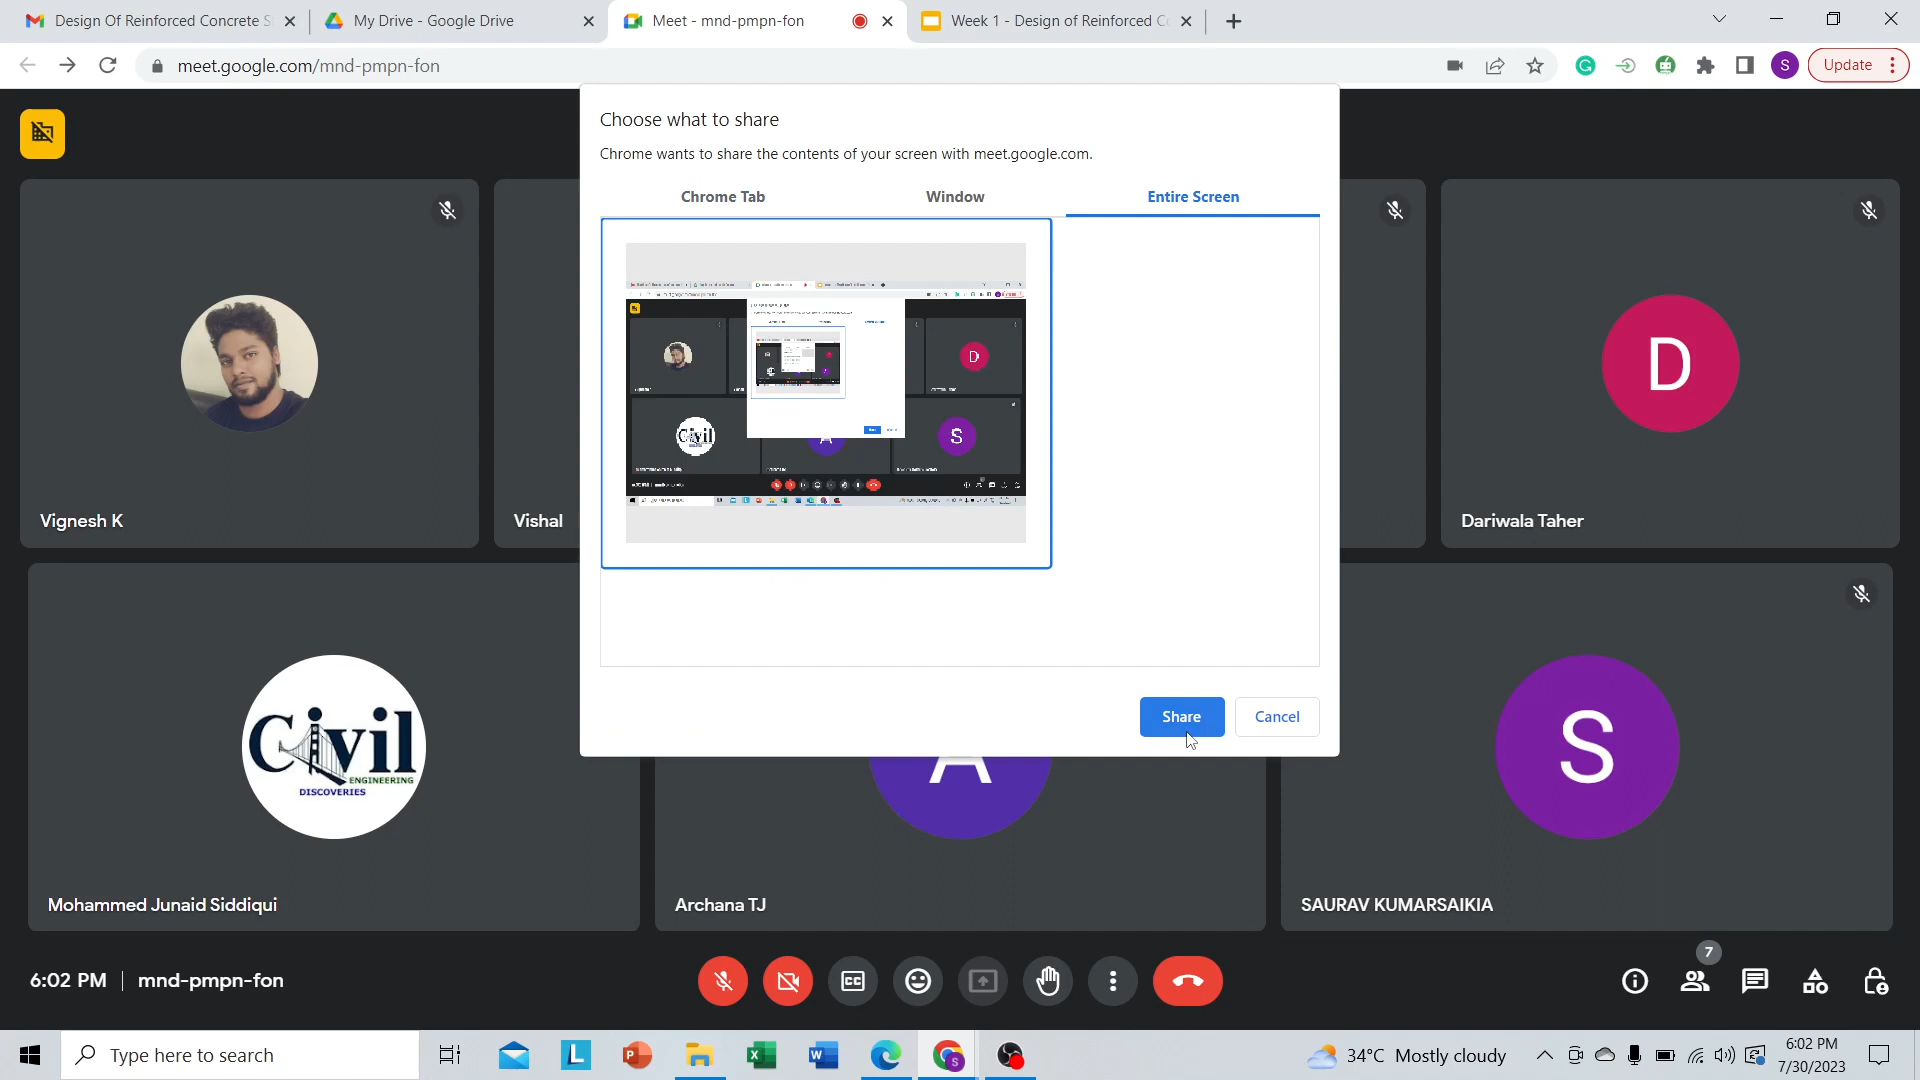 Design Of Reinforced Concrete S
My Drive - Google Drive
Meet - mnd-pmpn-fon
Week 1 - Design of Reinforced Co
meet.google.com/mnd-pmpn-fon
S
Update
Choose what to share
Chrome wants to share the contents of your screen with meet.google.com.
Chrome Tab
Window
Entire Screen
D
Civil
S
D
Vignesh K
Vishal
Dariwala Taher
Share
Cancel
Civil
ENGINEERING
DISCOVERIES
A
S
Mohammed Junaid Siddiqui
Archana TJ
SAURAV KUMARSAIKIA
7
6:02 PM
mnd-pmpn-fon
CC
Type here to search
34°C Mostly cloudy
6:02 PM
7/30/2023